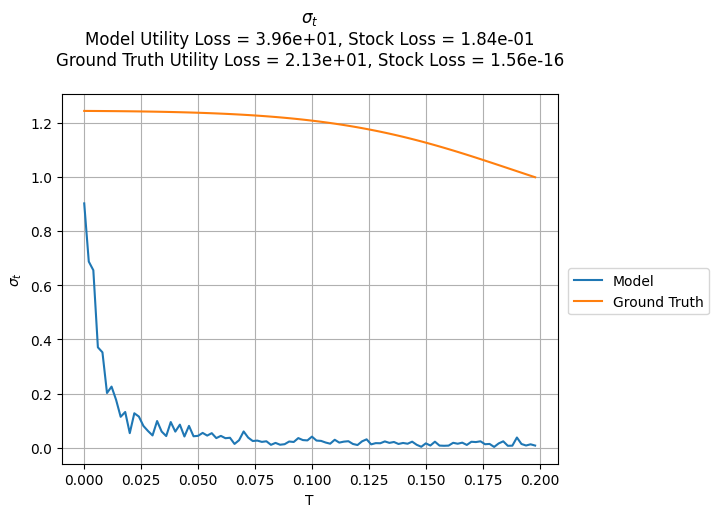 σt
Model Utility Loss = 3.96e+01, Stock Loss = 1.84e-01
Ground Truth Utility Loss = 2.13e+01, Stock Loss = 1.56e-16
1.2
1.0
0.8
0.6
0.4
0.2
0.0
σt
0.000 0.025 0.050 0.075 0.100 0.125 0.150 0.175 0.200
T
Model
Ground Truth